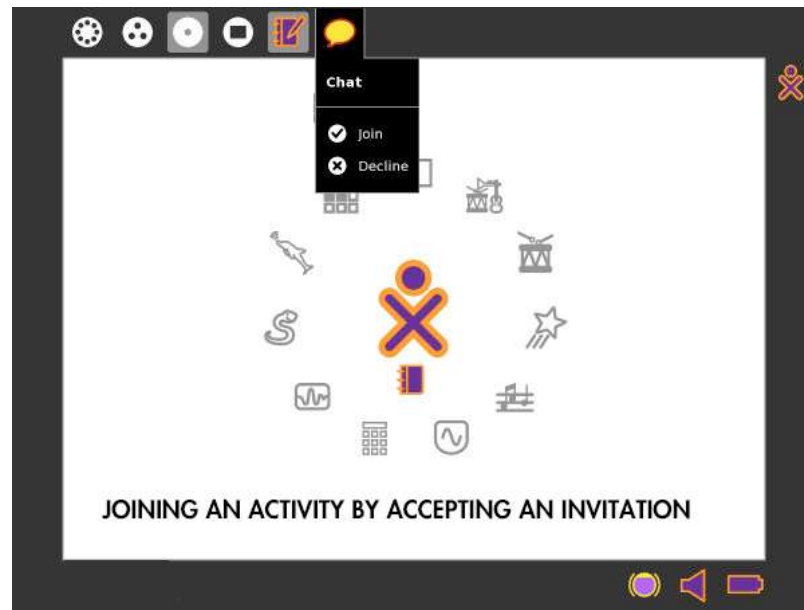 Chat
Join
Decline
JOINING AN ACTIVITY BY ACCEPTING AN INVITATION